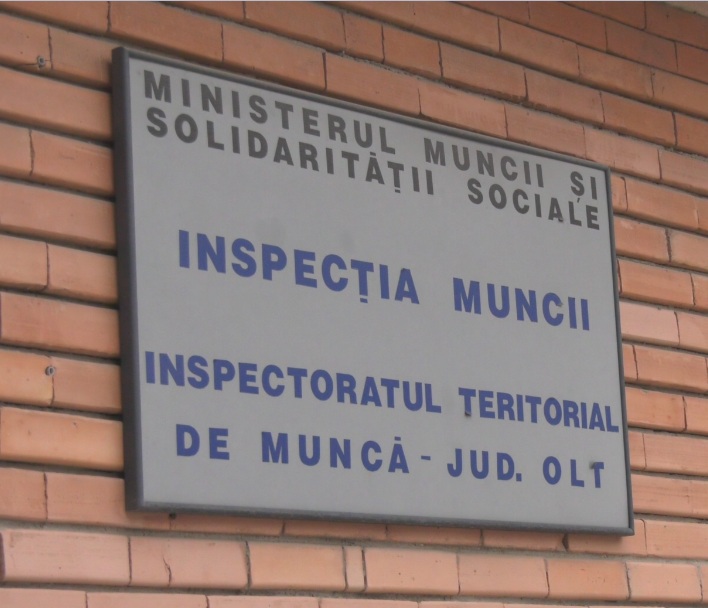 MINISTERUL MUNCII ȘI
SOLIDARITĂȚII SOCIALE
INSPECȚIA MUNCII
INSPECTORATUL TERITORIAL
DE MUNCĂ - JUD. OLT